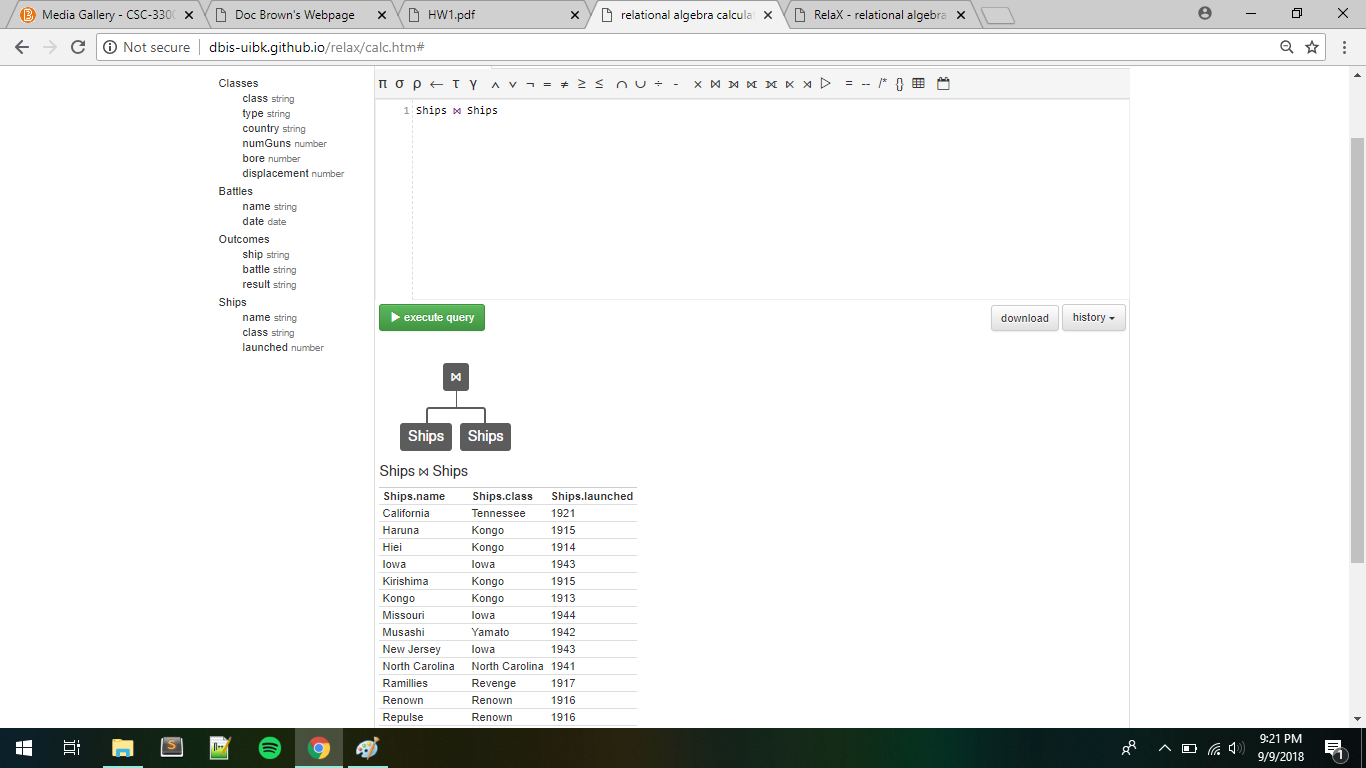 Media Gallery - CSC-3300
Doc Brown's Webpage
HW1.pdf
relational algebra calcula
RelaX - relational algebra
Not secure | dbis-uibk.github.io/relax/calc.htm#
π σ ρ ← τ γ ∧ ∨ ¬ = ≠ ≥ ≤ ∩ ∪ ÷ - × ⋈ ⟕ ⟖ ⟗ ⋉ ⋊ ▷ = -- /* {}
1 Ships ⋈ Ships
Classes
class string
type string
country string
numGuns number
bore number
displacement number
Battles
name string
date date
Outcomes
ship string
battle string
result string
Ships
name string
class string
launched number
▶ execute query
download
history
⋈
Ships Ships
Ships ⋈ Ships
Ships.name Ships.class Ships.launched
California Tennessee 1921
Haruna Kongo 1915
Hiei Kongo 1914
Iowa Iowa 1943
Kirishima Kongo 1915
Kongo Kongo 1913
Missouri Iowa 1944
Musashi Yamato 1942
New Jersey Iowa 1943
North Carolina North Carolina 1941
Ramillies Revenge 1917
Renown Renown 1916
Repulse Renown 1916
9:21 PM
9/9/2018
1